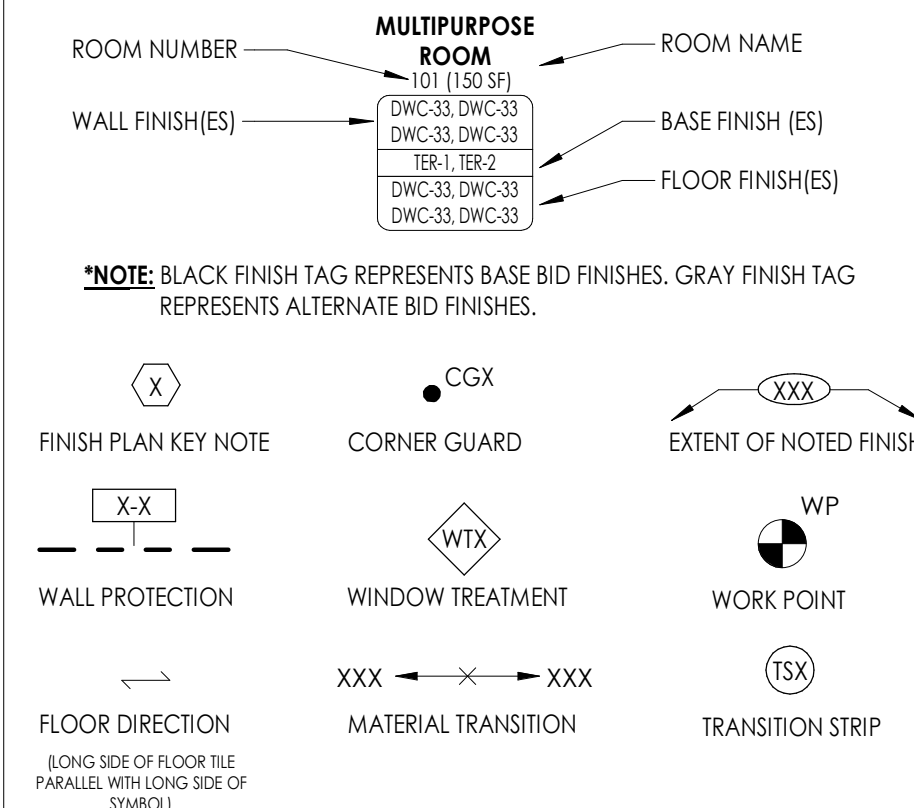 MULTIPURPOSE
ROOM
ROOM NUMBER
ROOM NAME
101 (150 SF)
WALL FINISH(ES)
DWC-33, DWC-33
DWC-33, DWC-33
BASE FINISH (ES)
TER-1, TER-2
FLOOR FINISH(ES)
DWC-33, DWC-33
DWC-33, DWC-33
*NOTE: BLACK FINISH TAG REPRESENTS BASE BID FINISHES. GRAY FINISH TAG
REPRESENTS ALTERNATE BID FINISHES.
X
FINISH PLAN KEY NOTE
CGX
CORNER GUARD
XXX
EXTENT OF NOTED FINISH
X-X
WALL PROTECTION
WTX
WINDOW TREATMENT
WP
WORK POINT
FLOOR DIRECTION
(LONG SIDE OF FLOOR TILE
PARALLEL WITH LONG SIDE OF
SYMBOL)
XXX XXX
MATERIAL TRANSITION
TSX
TRANSITION STRIP